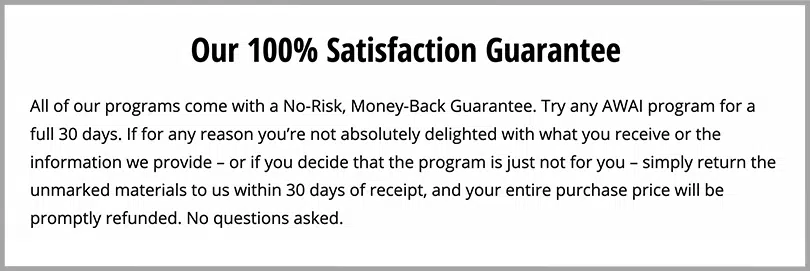 Our 100% Satisfaction Guarantee
All of our programs come with a No-Risk, Money-Back Guarantee. Try any AWAI program for a
full 30 days. If for any reason you’re not absolutely delighted with what you receive or the
information we provide – or if you decide that the program is just not for you – simply return the
unmarked materials to us within 30 days of receipt, and your entire purchase price will be
promptly refunded. No questions asked.